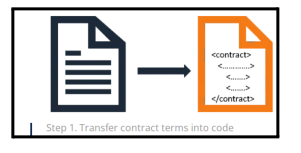 <contract>
<............>
<.......>
<.......>
</contract>
Step 1. Transfer contract terms into code